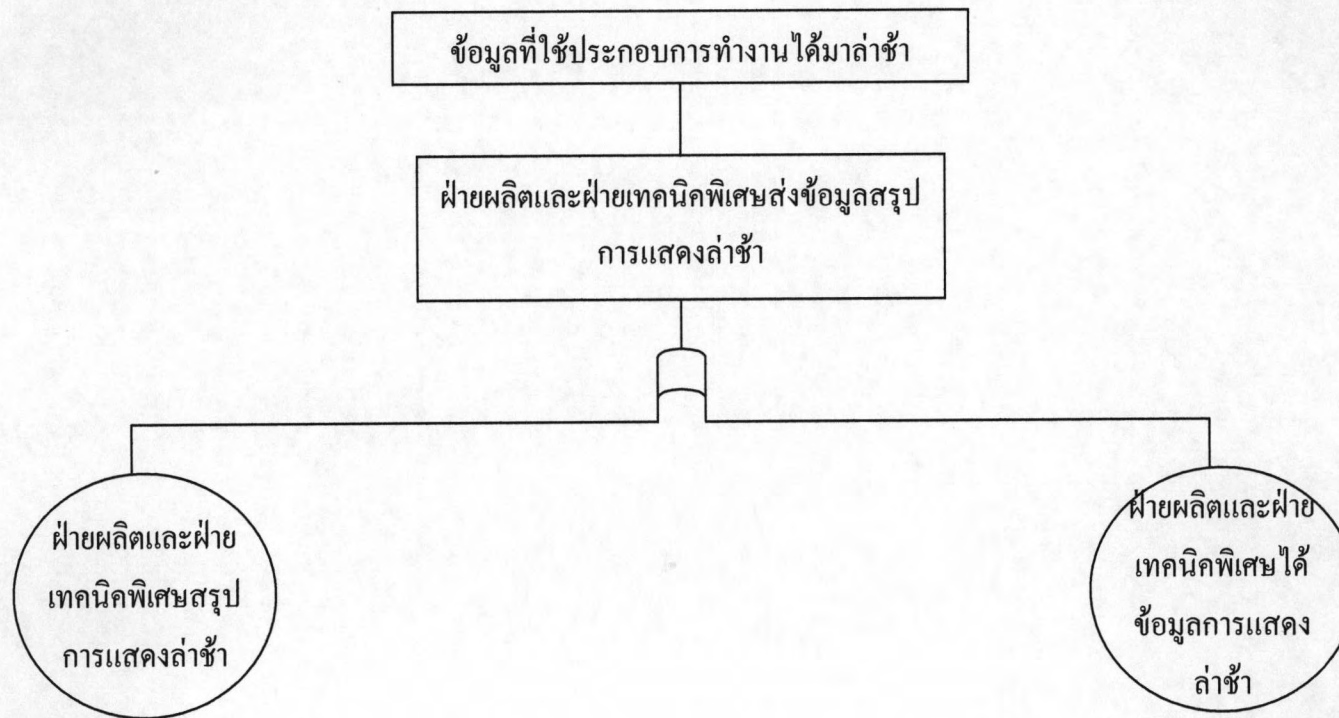 ข้อมูลที่ใช้ประกอบการทำงานได้มาล่าช้า
ฝ่ายผลิตและฝ่ายเทคนิคพิเศษส่งข้อมูลสรุป
การแสดงล่าช้า
ฝ่ายผลิตและฝ่าย
เทคนิคพิเศษสรุป
การแสดงล่าช้า
ฝ่ายผลิตและฝ่าย
เทคนิคพิเศษได้
ข้อมูลการแสดง
ล่าช้า